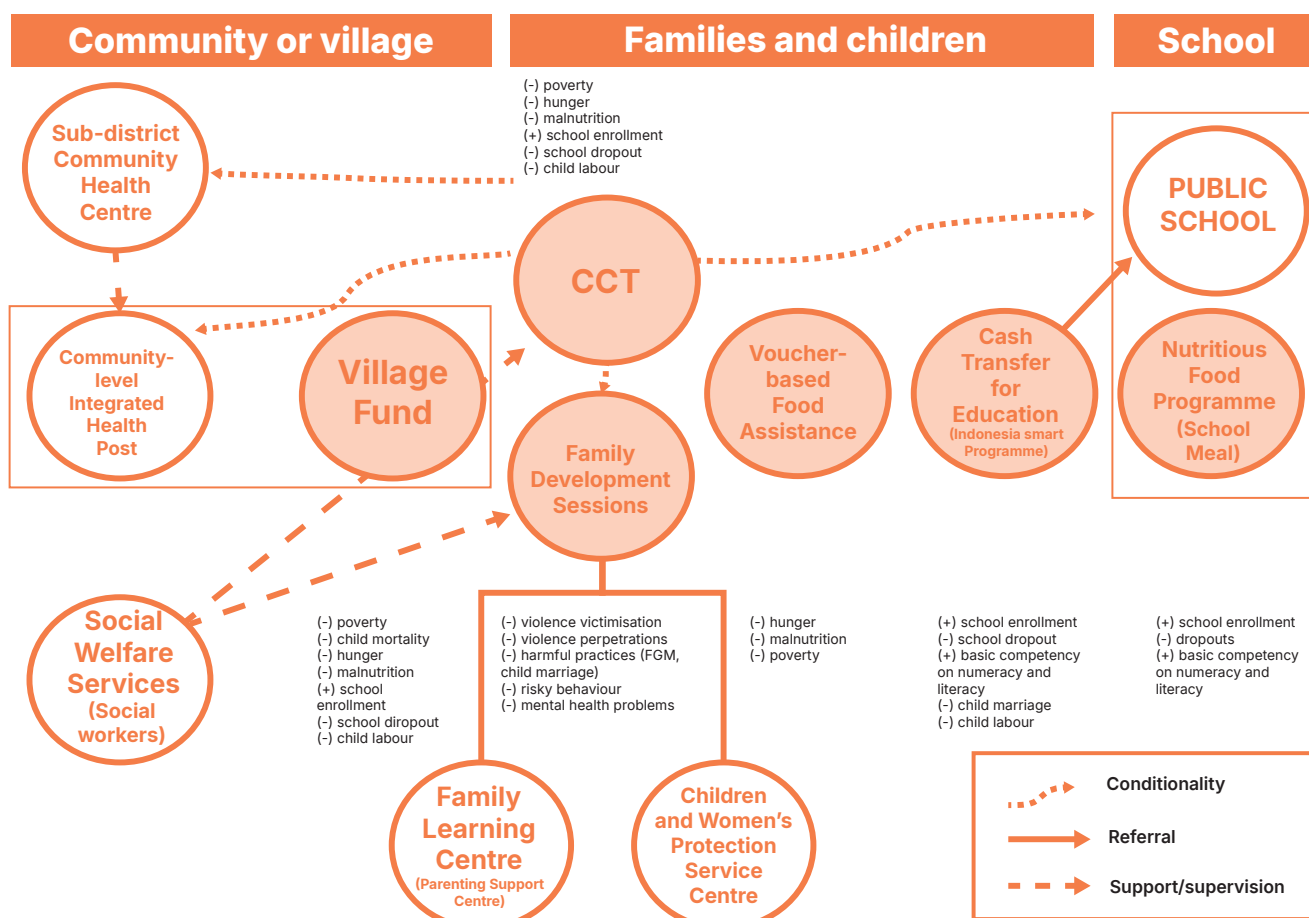 Community or village
Families and children
School
(-) poverty
(-) hunger
(-) malnutrition
(+) school enrollment
(-) school dropout
(-) child labour
Sub-district
Community
Health
Centre
PUBLIC
SCHOOL
CCT
Community-
level
Integrated
Health
Post
Village
Fund
Family
Development
Sessions
Voucher-
based
Food
Assistance
Cash
Transfer
for
Education
(Indonesia smart
Programme)
Nutritious
Food
Programme
(School
Meal)
Social
Welfare
Services
(Social
workers)
(-) poverty
(-) child mortality
(-) hunger
(-) malnutrition
(+) school
enrollment
(-) school diropout
(-) child labour
(-) violence victimisation
(-) violence perpetrations
(-) harmful practices (FGM,
child marriage)
(-) risky behaviour
(-) mental health problems
(-) hunger
(-) malnutrition
(-) poverty
(+) school enrollment
(-) school dropout
(+) basic competency
on numeracy and
literacy
(-) child marriage
(-) child labour
(+) school enrollment
(-) dropouts
(+) basic competency
on numeracy and
literacy
Family
Learning
Centre
(Parenting Support
Centre)
Children
and Women's
Protection
Service
Centre
Conditionality
Referral
Support/supervision